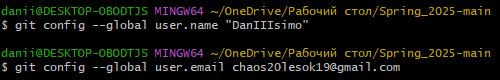 danii@DESKTOP-OBODTJS MINGW64 ~/OneDrive/Рабочий стол/Spring_2025-main
$ git config --global user.name "DanIIIsimo"
danii@DESKTOP-OBODTJS MINGW64 ~/OneDrive/Рабочий стол/Spring_2025-main
$ git config --global user.email chaos20lesok19@gmail.com